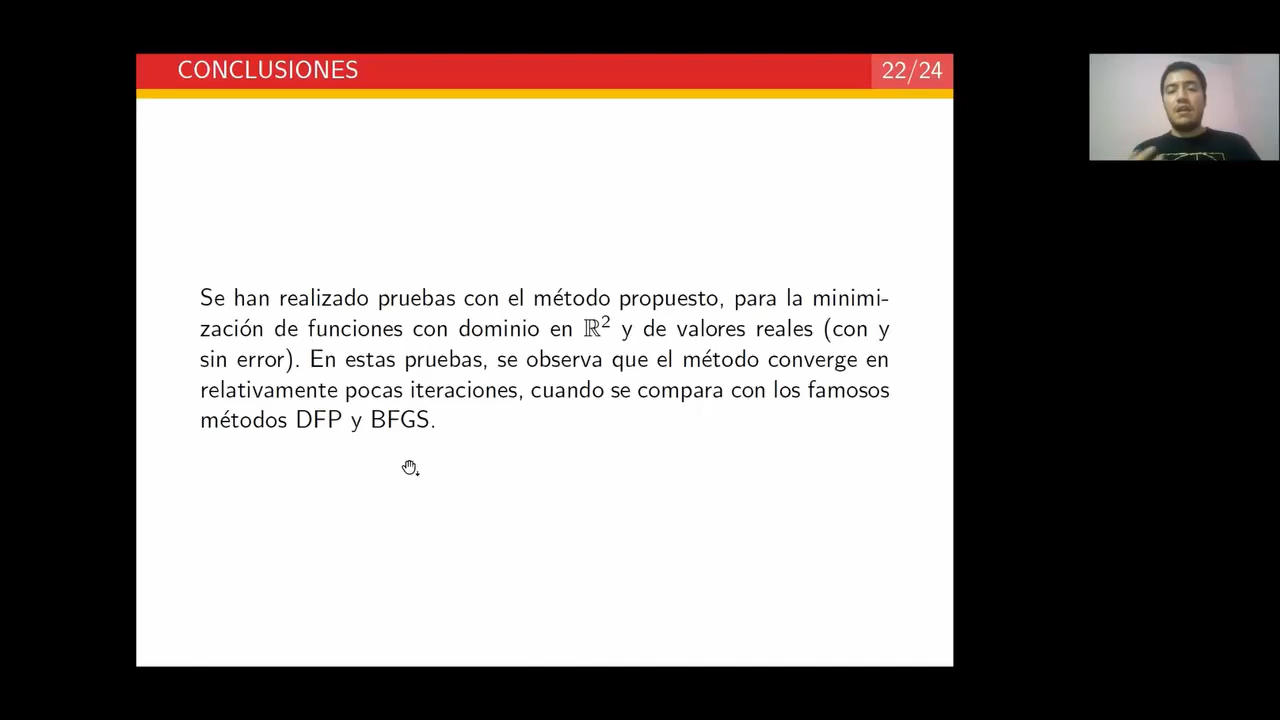 CONCLUSIONES
22/24
Se han realizado pruebas con el método propuesto, para la minimi-
zación de funciones con dominio en ℝ² y de valores reales (con y
sin error). En estas pruebas, se observa que el método converge en
relativamente pocas iteraciones, cuando se compara con los famosos
métodos DFP y BFGS.